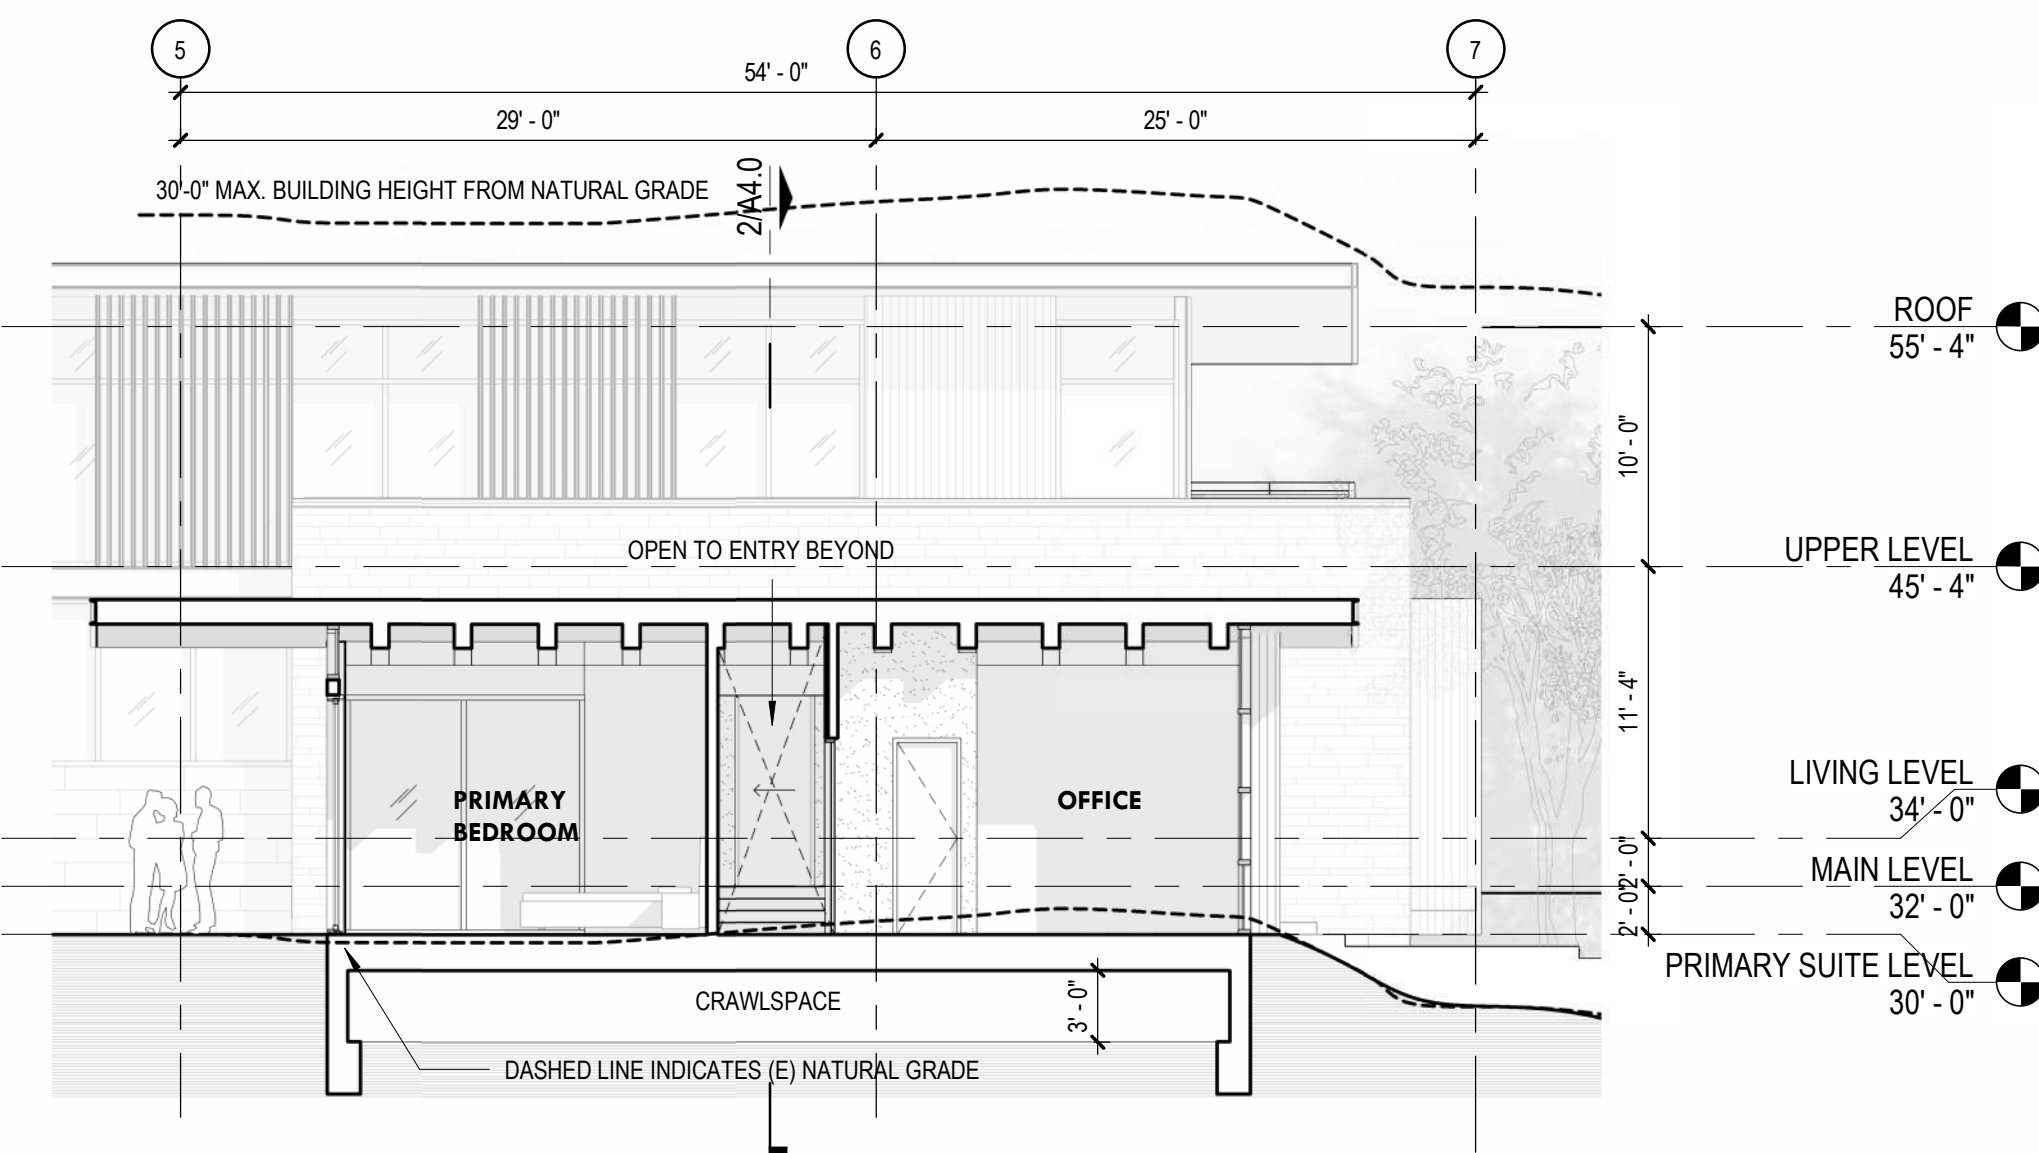 5
6
7
54' - 0"
29' - 0"
25' - 0"
30'-0" MAX. BUILDING HEIGHT FROM NATURAL GRADE
2/A4.0
ROOF
55' - 4"
10' - 0"
OPEN TO ENTRY BEYOND
UPPER LEVEL
45' - 4"
11' - 4"
PRIMARY
BEDROOM
OFFICE
LIVING LEVEL
34' - 0"
2' - 0"
MAIN LEVEL
32' - 0"
2' - 0"
PRIMARY SUITE LEVEL
30' - 0"
CRAWLSPACE
3' - 0"
DASHED LINE INDICATES (E) NATURAL GRADE